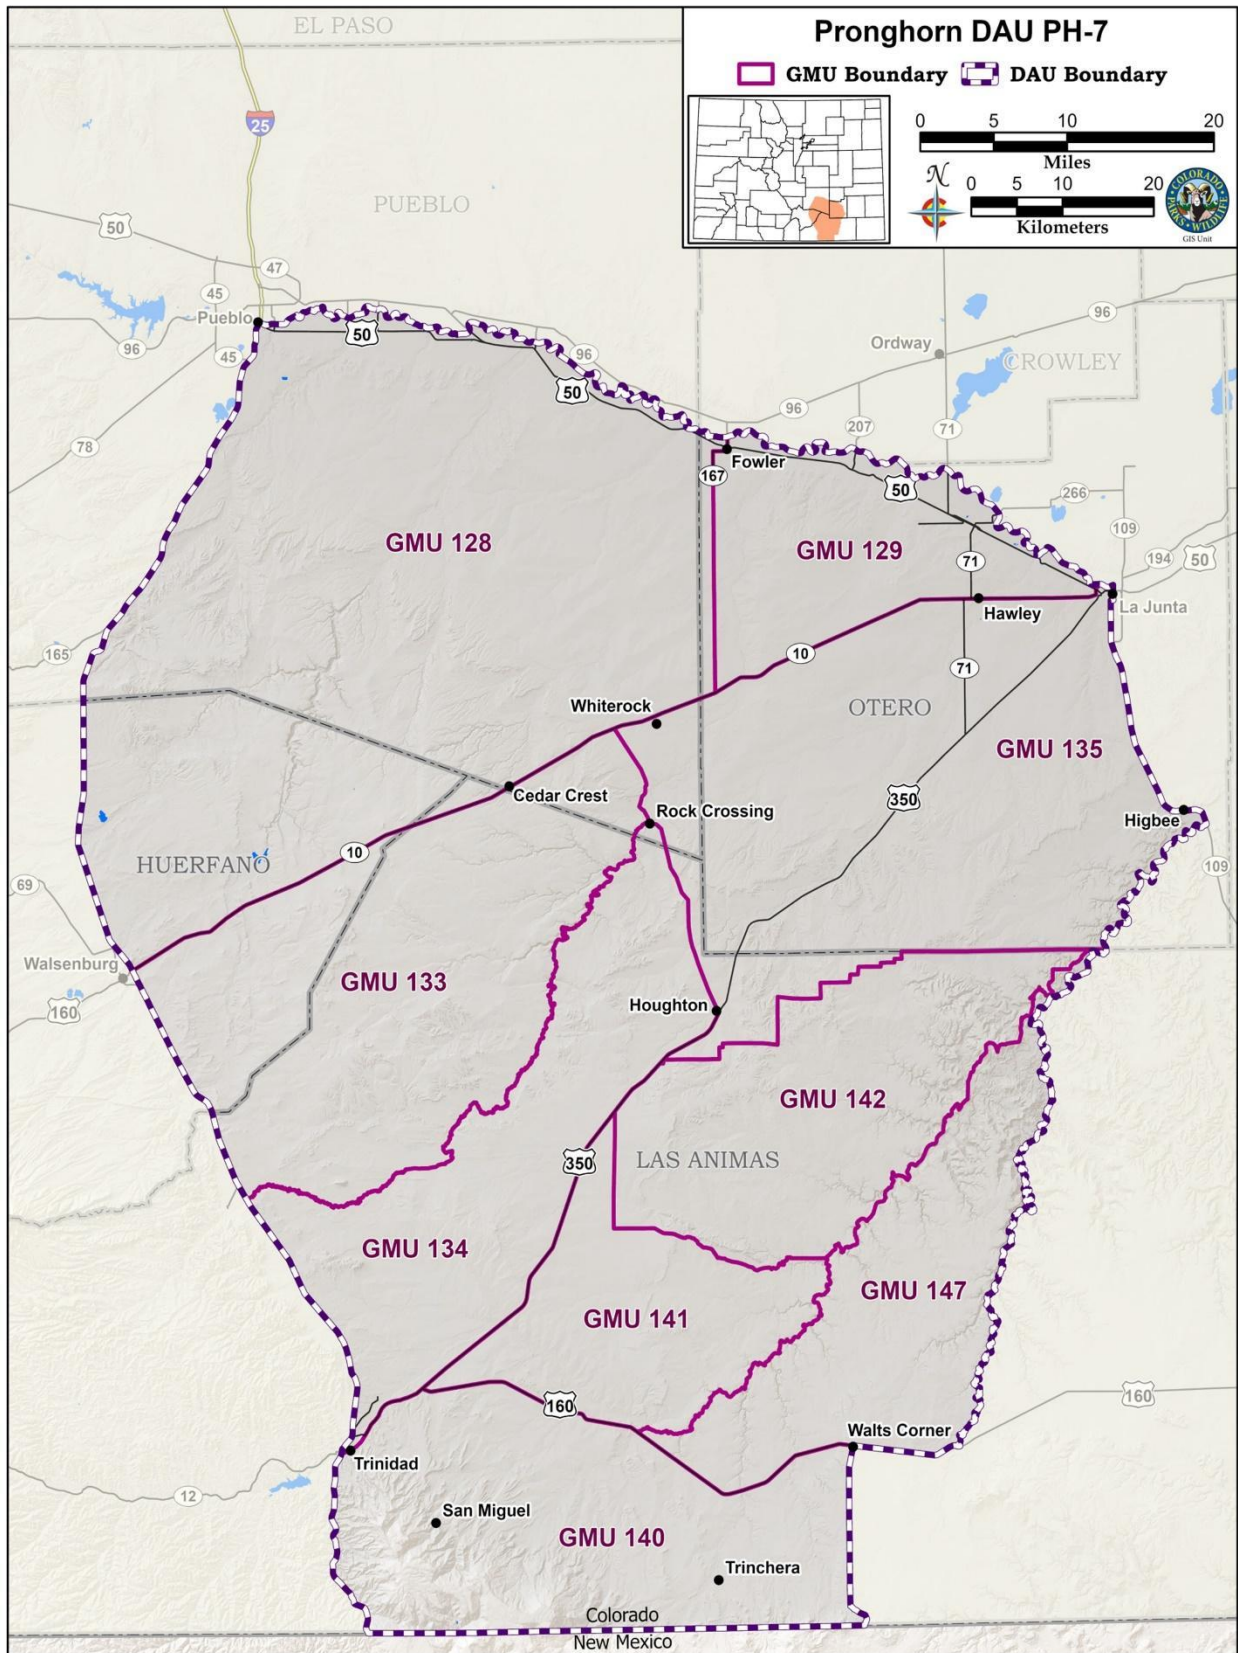 Pronghorn DAU PH-7
GMU Boundary DAU Boundary
0 5 10 20
Miles
N
0 5 10 20
Kilometers
COLORADO
PARKS • WILDLIFE
GIS Unit
EL PASO
25
PUEBLO
50
47
45
Pueblo
96
45
50
96
50
Ordway
96
CROWLEY
96
207
71
78
Fowler
167
50
266
109
194
50
GMU 128
GMU 129
71
Hawley
La Junta
165
10
71
Whiterock
OTERO
GMU 135
Cedar Crest
350
Rock Crossing
Higbee
HUERFANO
10
69
109
Walsenburg
160
GMU 133
Houghton
GMU 142
350
LAS ANIMAS
GMU 134
GMU 147
GMU 141
160
160
Walts Corner
Trinidad
12
San Miguel
GMU 140
Trinchera
Colorado
New Mexico